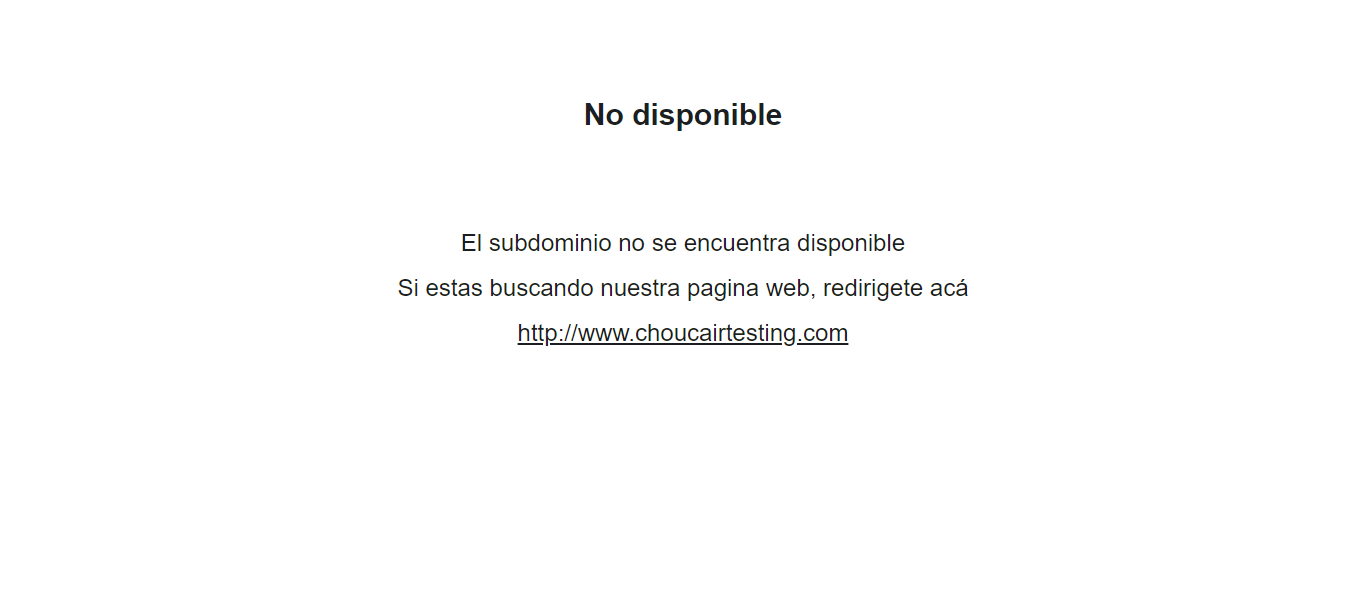 No disponible
El subdominio no se encuentra disponible
Si estas buscando nuestra pagina web, redirigete acá
http://www.choucairtesting.com